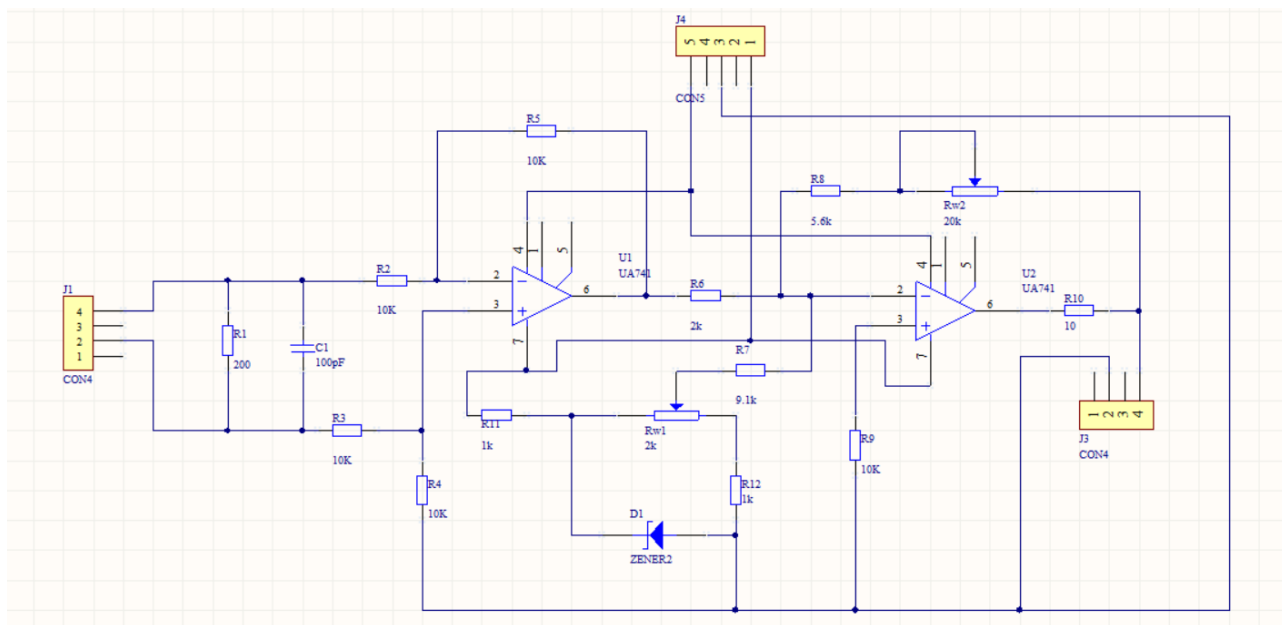 J4
5 4 3 2 1
CON5
R5
10K
R8
5.6k
Rw2
20k
4 1 5
U1
UA741
2
3
6
7
R2
10K
J1
4
3
2
1
CON4
R1
200
C1
100pF
R3
10K
R4
10K
R6
2k
R7
9.1k
R11
1k
Rw1
2k
R12
1k
D1
ZENER2
4 1 5
U2
UA741
2
3
6
7
R10
10
R9
10K
1 2 3 4
J3
CON4